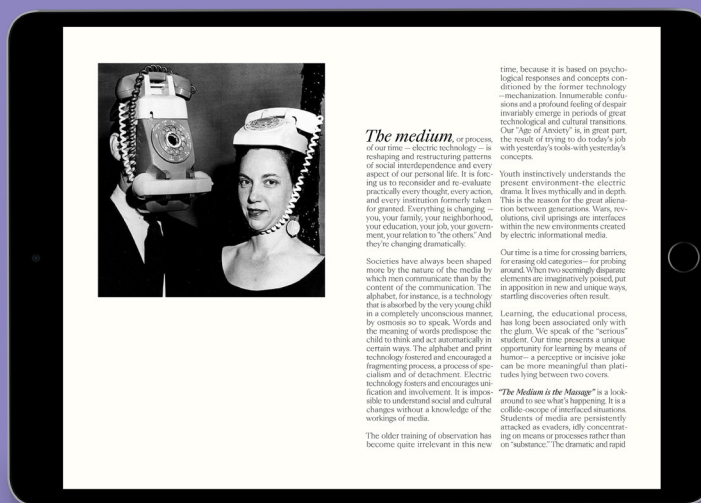 The medium, or process,
of our time — electric technology — is
reshaping and restructuring patterns
of social interdependence and every
aspect of our personal life. It is forc-
ing us to reconsider and re-evaluate
practically every thought, every action,
and every institution formerly taken
for granted. Everything is changing —
you, your family, your neighborhood,
your education, your job, your govern-
ment, your relation to "the others." And
they're changing dramatically.
Societies have always been shaped
more by the nature of the media by
which men communicate than by the
content of the communication. The
alphabet, for instance, is a technology
that is absorbed by the very young child
in a completely unconscious manner,
by osmosis so to speak. Words and
the meaning of words predispose the
child to think and act automatically in
certain ways. The alphabet and print
technology fostered and encouraged a
fragmenting process, a process of spe-
cialism and of detachment. Electric
technology fosters and encourages uni-
fication and involvement. It is impos-
sible to understand social and cultural
changes without a knowledge of the
workings of media.
The older training of observation has
become quite irrelevant in this new
time, because it is based on psycho-
logical responses and concepts con-
ditioned by the former technology
—mechanization. Innumerable confu-
sions and a profound feeling of despair
invariably emerge in periods of great
technological and cultural transitions.
Our "Age of Anxiety" is, in great part,
the result of trying to do today's job
with yesterday's tools-with yesterday's
concepts.
Youth instinctively understands the
present environment-the electric
drama. It lives mythically and in depth.
This is the reason for the great aliena-
tion between generations. Wars, rev-
olutions, civil uprisings are interfaces
within the new environments created
by electric informational media.
Our time is a time for crossing barriers,
for erasing old categories— for probing
around. When two seemingly disparate
elements are imaginatively poised, put
in apposition in new and unique ways,
startling discoveries often result.
Learning, the educational process,
has long been associated only with
the glum. We speak of the "serious"
student. Our time presents a unique
opportunity for learning by means of
humor— a perceptive or incisive joke
can be more meaningful than plati-
tudes lying between two covers.
"The Medium is the Massage" is a look-
around to see what's happening. It is a
collide-oscope of interfaced situations.
Students of media are persistently
attacked as evaders, idly concentrat-
ing on means or processes rather than
on "substance." The dramatic and rapid